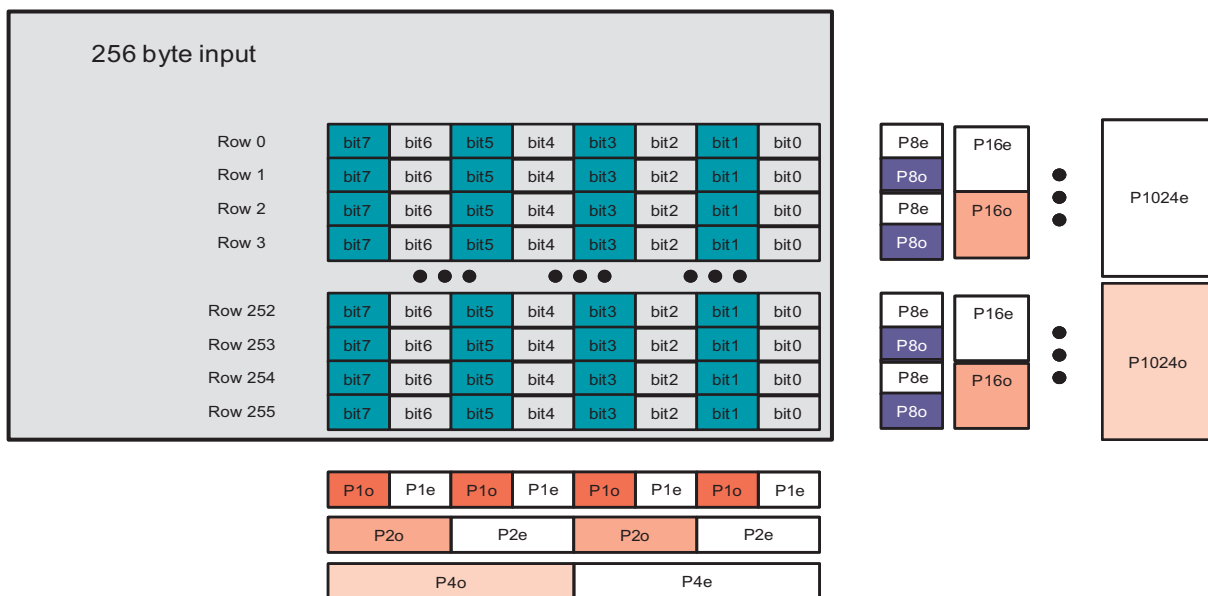 256 byte input
Row 0 bit7 bit6 bit5 bit4 bit3 bit2 bit1 bit0 P8e P16e P1024e
Row 1 bit7 bit6 bit5 bit4 bit3 bit2 bit1 bit0 P8o
Row 2 bit7 bit6 bit5 bit4 bit3 bit2 bit1 bit0 P8e P16o
Row 3 bit7 bit6 bit5 bit4 bit3 bit2 bit1 bit0 P8o
Row 252 bit7 bit6 bit5 bit4 bit3 bit2 bit1 bit0 P8e P16e P1024o
Row 253 bit7 bit6 bit5 bit4 bit3 bit2 bit1 bit0 P8o
Row 254 bit7 bit6 bit5 bit4 bit3 bit2 bit1 bit0 P8e P16o
Row 255 bit7 bit6 bit5 bit4 bit3 bit2 bit1 bit0 P8o
P1o P1e P1o P1e P1o P1e P1o P1e
P2o P2e P2o P2e
P4o P4e